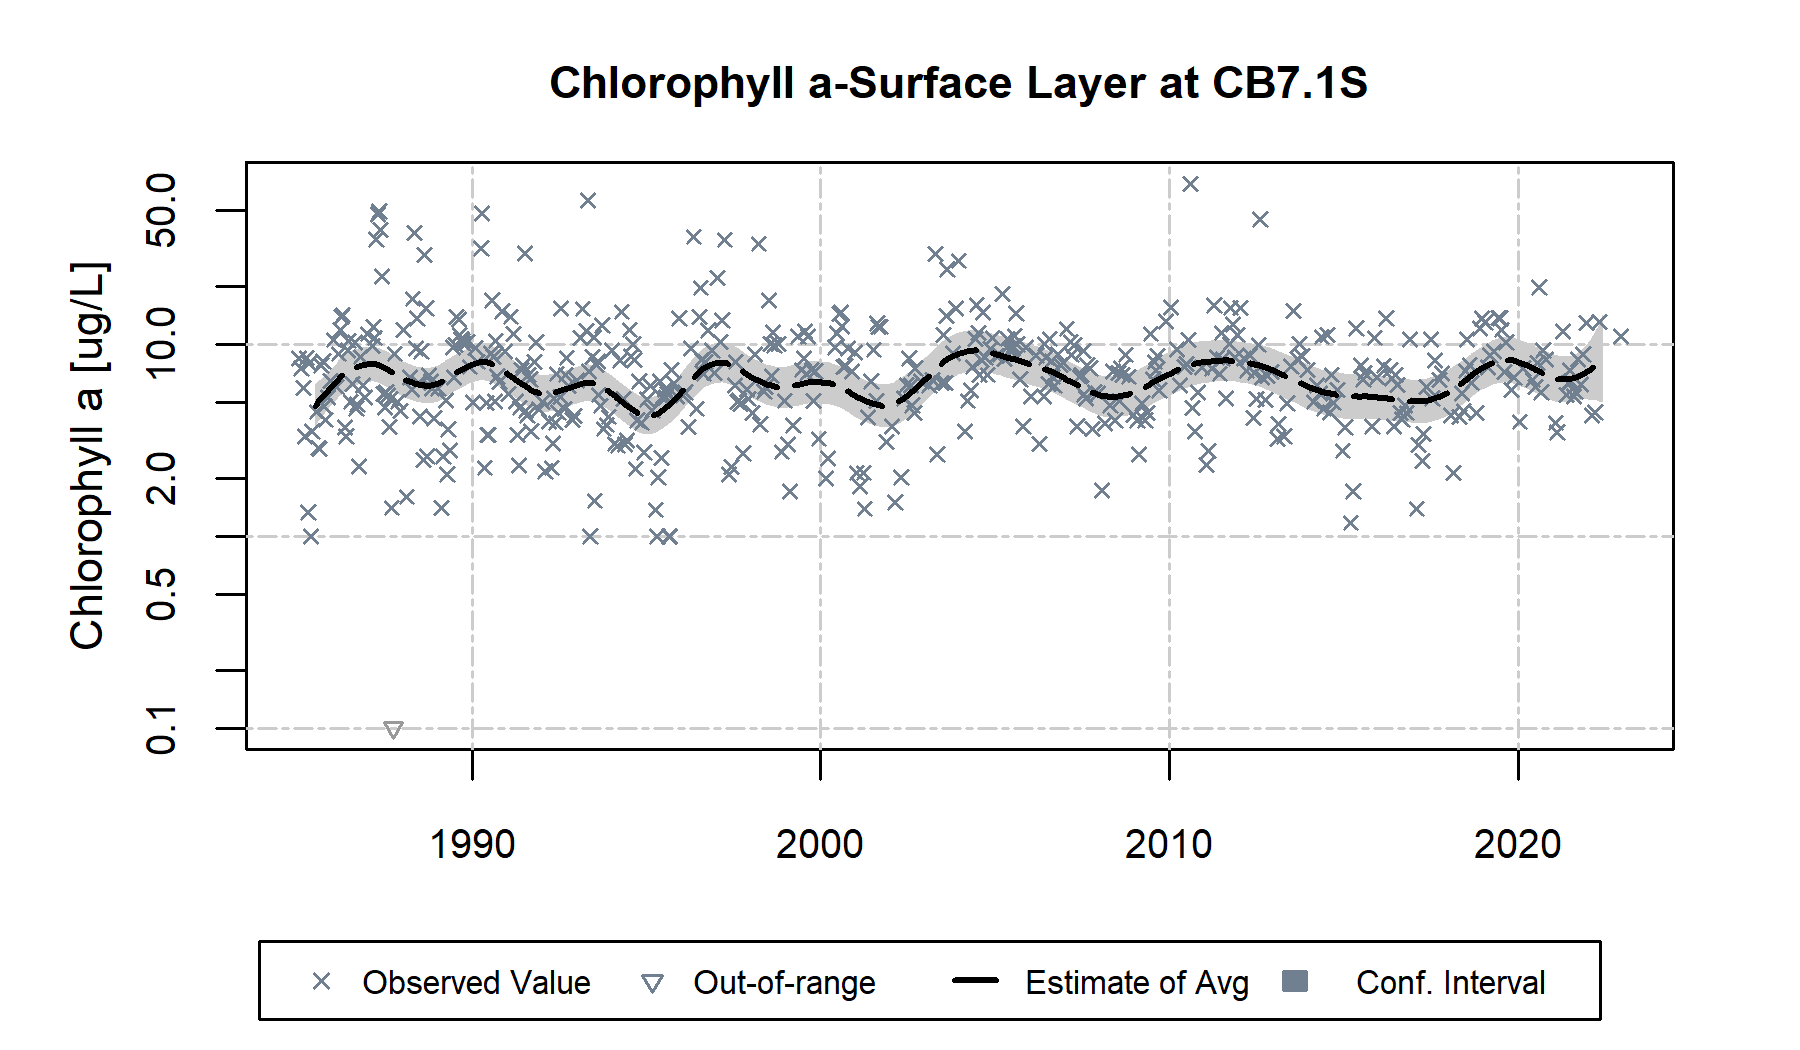 Chlorophyll a-Surface Layer at CB7.1S
Chlorophyll a [ug/L]
50.0
10.0
2.0
0.5
0.1
1990 2000 2010 2020
Observed Value Out-of-range Estimate of Avg Conf. Interval